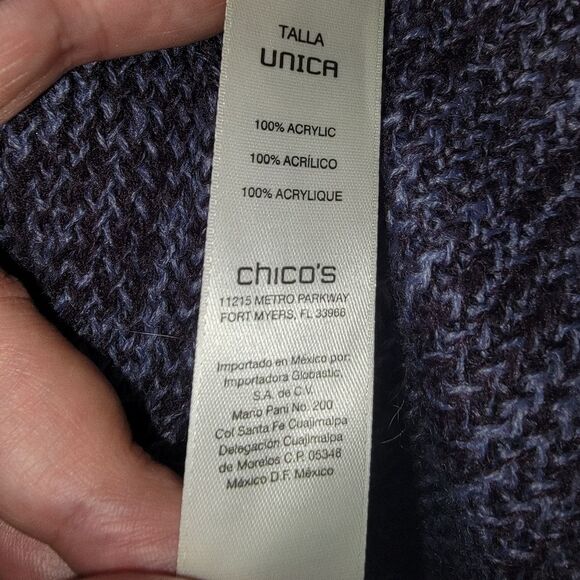 TALLA
UNICA
100% ACRYLIC
100% ACRÍLICO
100% ACRYLIQUE
chico's
11215 METRO PARKWAY
FORT MYERS, FL 33966
Importado en México por:
Importadora Globastic,
S.A. de C.V.
Mario Pani No. 200
Col Santa Fe Cuajimalpa
Delegación Cuajimalpa
de Morelos C.P. 05348
México D.F. México